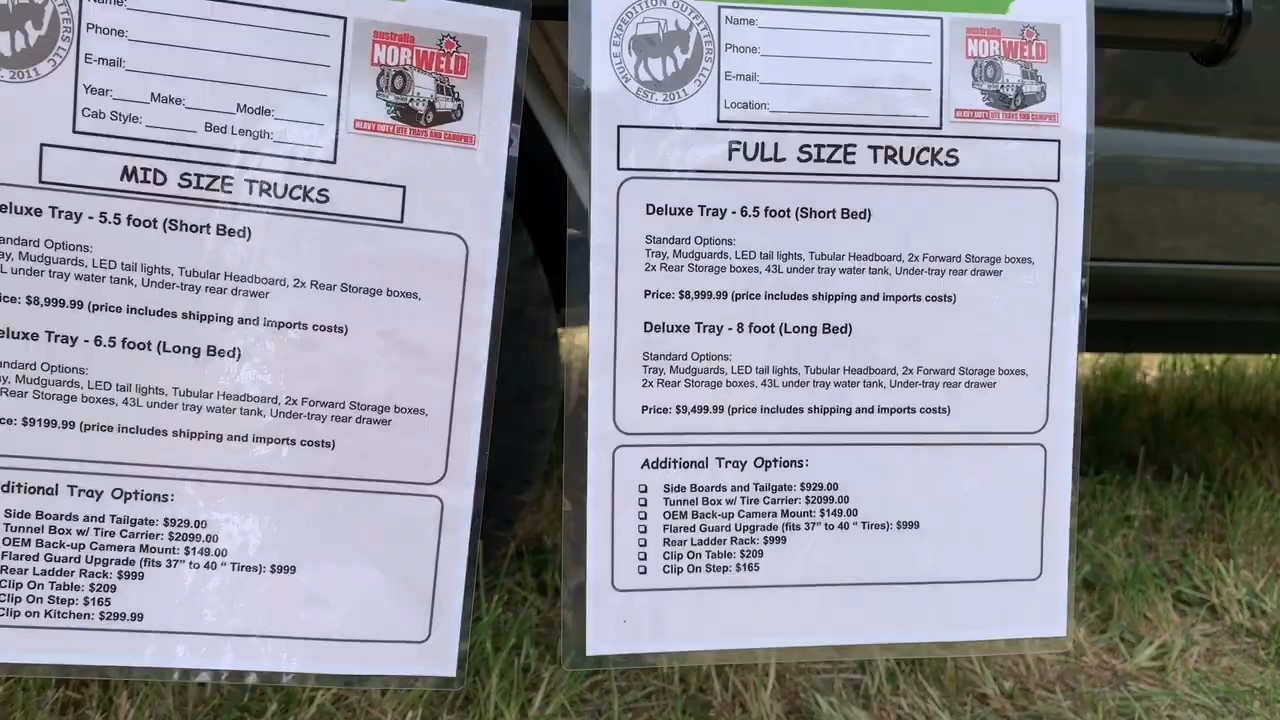 Name:
Phone:
E-mail:
Year: Make: Modle:
Cab Style: Bed Length:
LLC
2011
australia
NORWELD
HEAVY DUTY UTE TRAYS AND CANOPIES
MID SIZE TRUCKS
Tray - 5.5 foot (Short Bed)
Options:
Mudguards, LED tail lights, Tubular Headboard, 2x Rear Storage boxes,
under tray water tank, Under-tray rear drawer
$8,999.99 (price includes shipping and imports costs)
Tray - 6.5 foot (Long Bed)
Options:
Mudguards, LED tail lights, Tubular Headboard, 2x Forward Storage boxes,
Rear Storage boxes, 43L under tray water tank, Under-tray rear drawer
$9199.99 (price includes shipping and imports costs)
Tray Options:
Side Boards and Tailgate: $929.00
Tunnel Box w/ Tire Carrier: $2099.00
OEM Back-up Camera Mount: $149.00
Flared Guard Upgrade (fits 37” to 40 “ Tires): $999
Rear Ladder Rack: $999
Clip On Table: $209
Clip On Step: $165
Clip on Kitchen: $299.99
MULE EXPEDITION OUTFITTERS LLC
EST. 2011
Name:
Phone:
E-mail:
Location:
australia
NORWELD
HEAVY DUTY UTE TRAYS AND CANOPIES
FULL SIZE TRUCKS
Deluxe Tray - 6.5 foot (Short Bed)
Standard Options:
Tray, Mudguards, LED tail lights, Tubular Headboard, 2x Forward Storage boxes,
2x Rear Storage boxes, 43L under tray water tank, Under-tray rear drawer
Price: $8,999.99 (price includes shipping and imports costs)
Deluxe Tray - 8 foot (Long Bed)
Standard Options:
Tray, Mudguards, LED tail lights, Tubular Headboard, 2x Forward Storage boxes,
2x Rear Storage boxes, 43L under tray water tank, Under-tray rear drawer
Price: $9,499.99 (price includes shipping and imports costs)
Additional Tray Options:
Side Boards and Tailgate: $929.00
Tunnel Box w/ Tire Carrier: $2099.00
OEM Back-up Camera Mount: $149.00
Flared Guard Upgrade (fits 37” to 40 “ Tires): $999
Rear Ladder Rack: $999
Clip On Table: $209
Clip On Step: $165